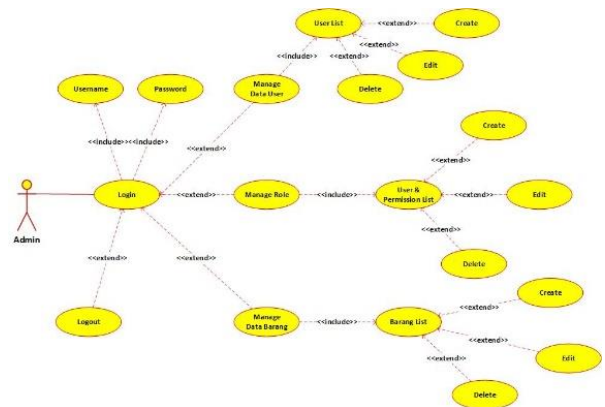 User List
<<extend>>
Create
<<include>>
<<extend>>
<<extend>>
Edit
Username
Password
Manage
Data User
Delete
<<include>>
<<include>>
<<extend>>
Create
<<extend>>
Admin
Login
<<extend>>
Manage Role
<<include>>
User &
Permission List
<<extend>>
Edit
<<extend>>
<<extend>>
<<extend>>
Delete
Create
<<extend>>
Logout
Manage
Data Barang
<<include>>
Barang List
<<extend>>
Edit
<<extend>>
Delete